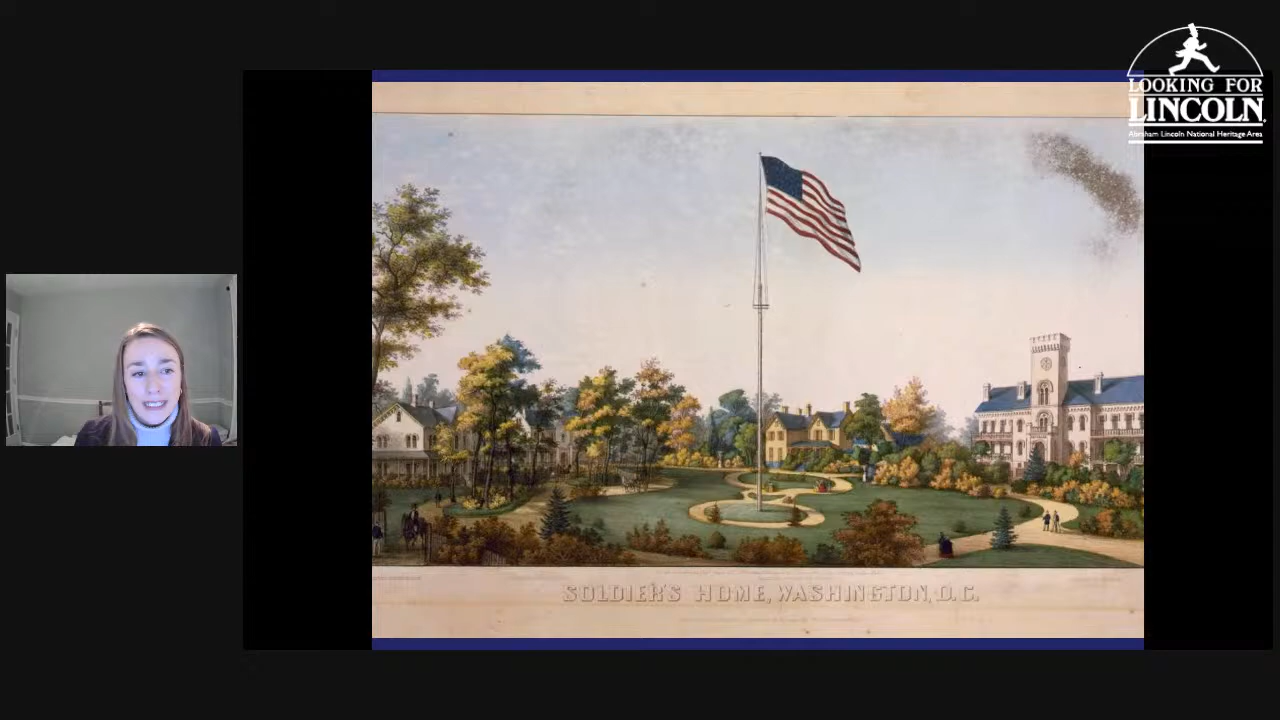 LOOKING FOR
LINCOLN.
Abraham Lincoln National Heritage Area
SOLDIER'S HOME, WASHINGTON, D.C.